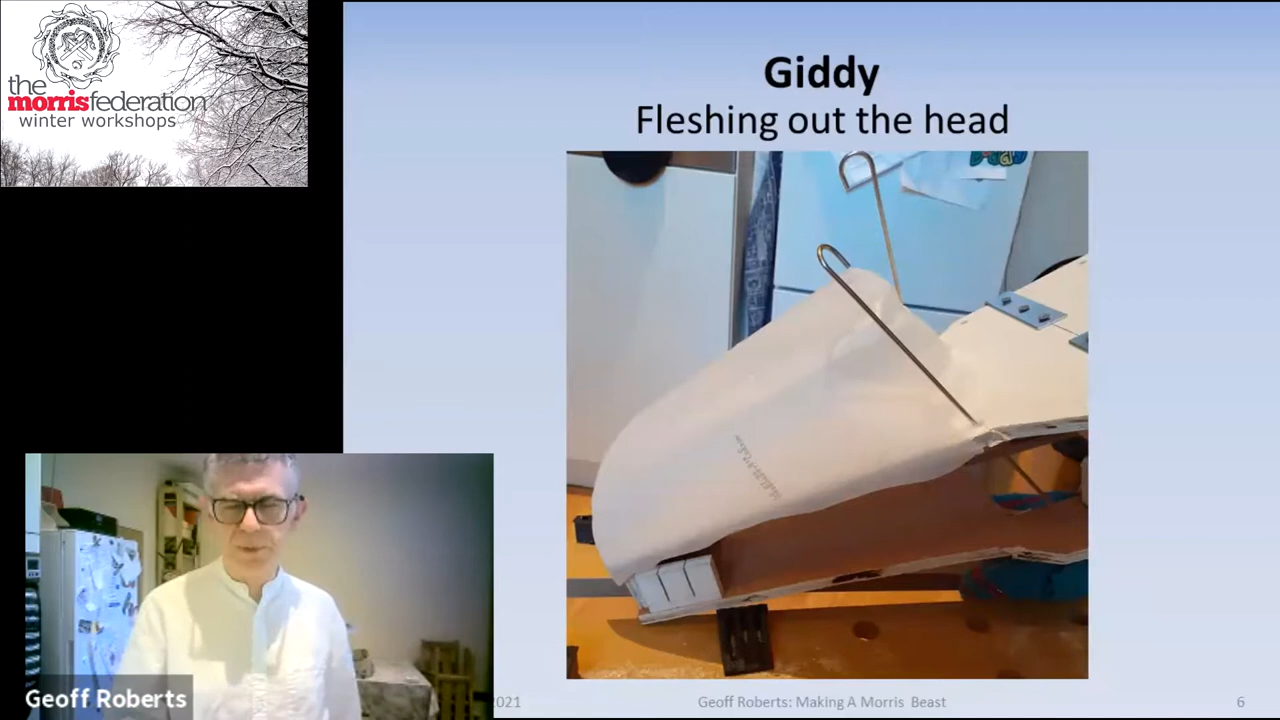 the
morrisfederation
winter workshops
Giddy
Fleshing out the head
Geoff Roberts
2021
Geoff Roberts: Making A Morris Beast
6